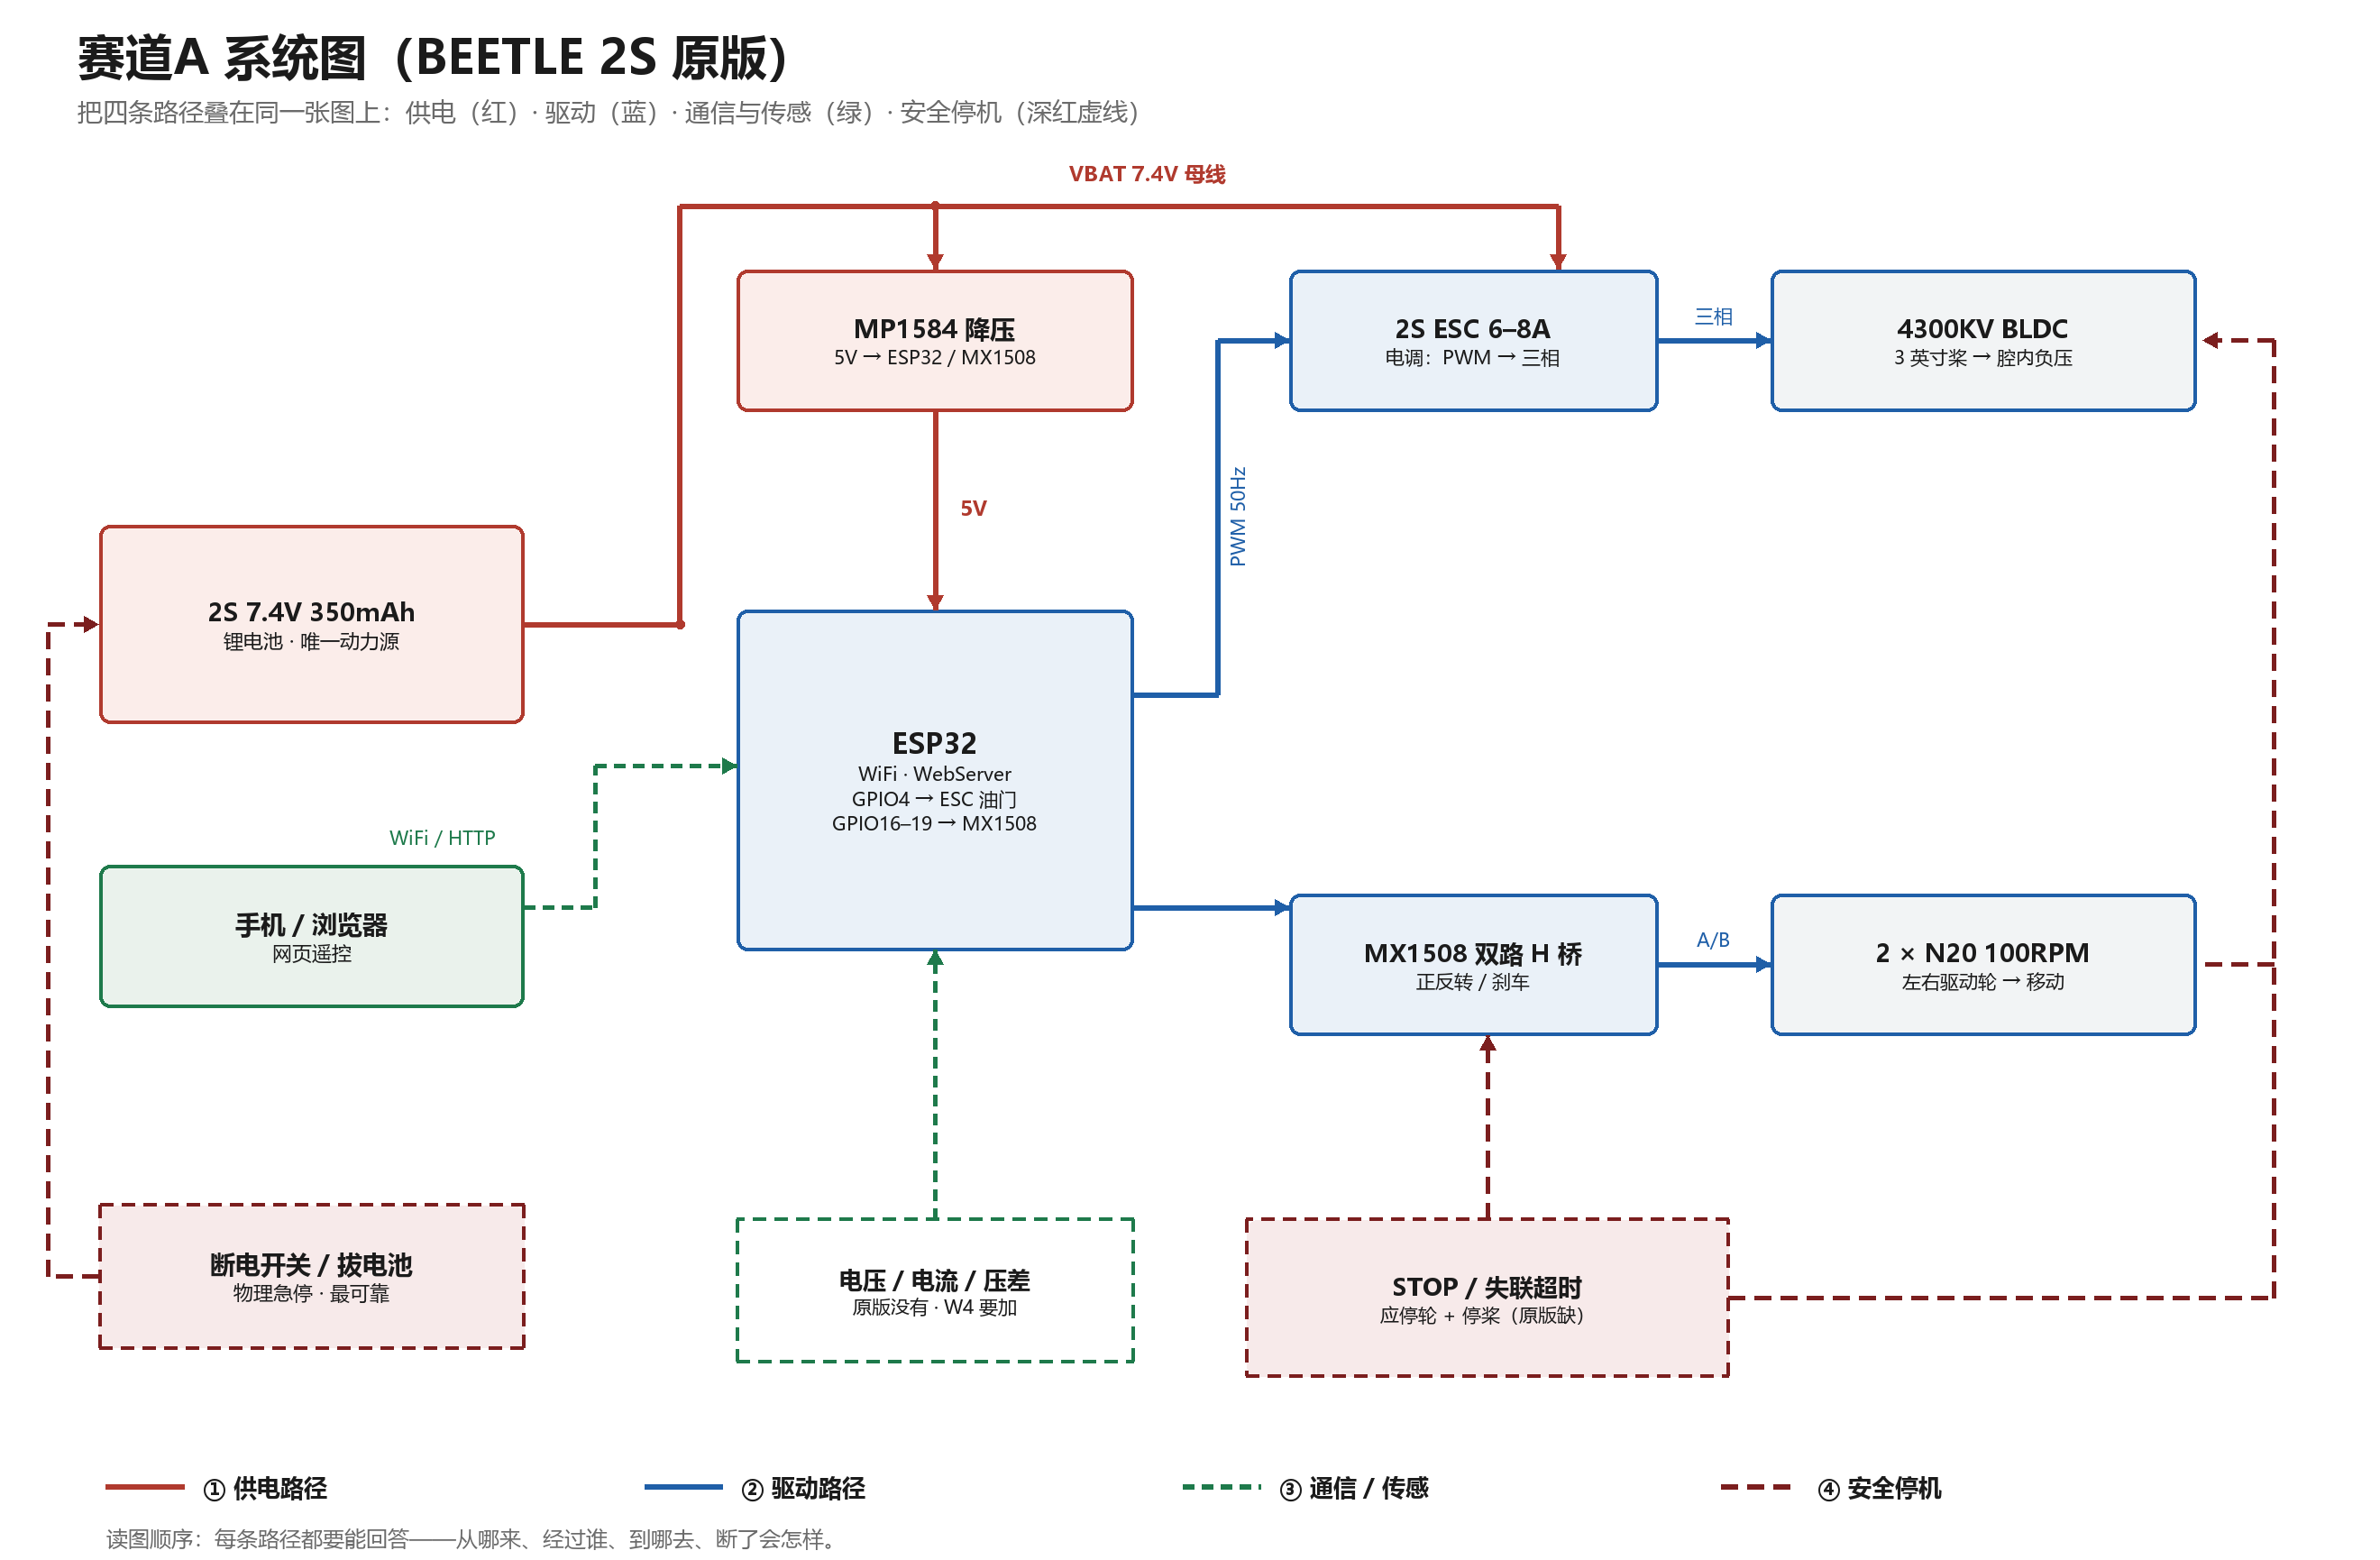 赛道A 系统图（BEETLE 2S 原版）
把四条路径叠在同一张图上：供电（红）· 驱动（蓝）· 通信与传感（绿）· 安全停机（深红虚线）
VBAT 7.4V 母线
MP1584 降压
5V → ESP32 / MX1508
2S ESC 6–8A
电调：PWM → 三相
三相
4300KV BLDC
3 英寸桨 → 腔内负压
5V
PWM 50Hz
2S 7.4V 350mAh
锂电池 · 唯一动力源
ESP32
WiFi · WebServer
GPIO4 → ESC 油门
GPIO16–19 → MX1508
WiFi / HTTP
手机 / 浏览器
网页遥控
MX1508 双路 H 桥
正反转 / 刹车
A/B
2 × N20 100RPM
左右驱动轮 → 移动
断电开关 / 拔电池
物理急停 · 最可靠
电压 / 电流 / 压差
原版没有 · W4 要加
STOP / 失联超时
应停轮 + 停桨（原版缺）
① 供电路径
② 驱动路径
③ 通信 / 传感
④ 安全停机
读图顺序：每条路径都要能回答——从哪来、经过谁、到哪去、断了会怎样。